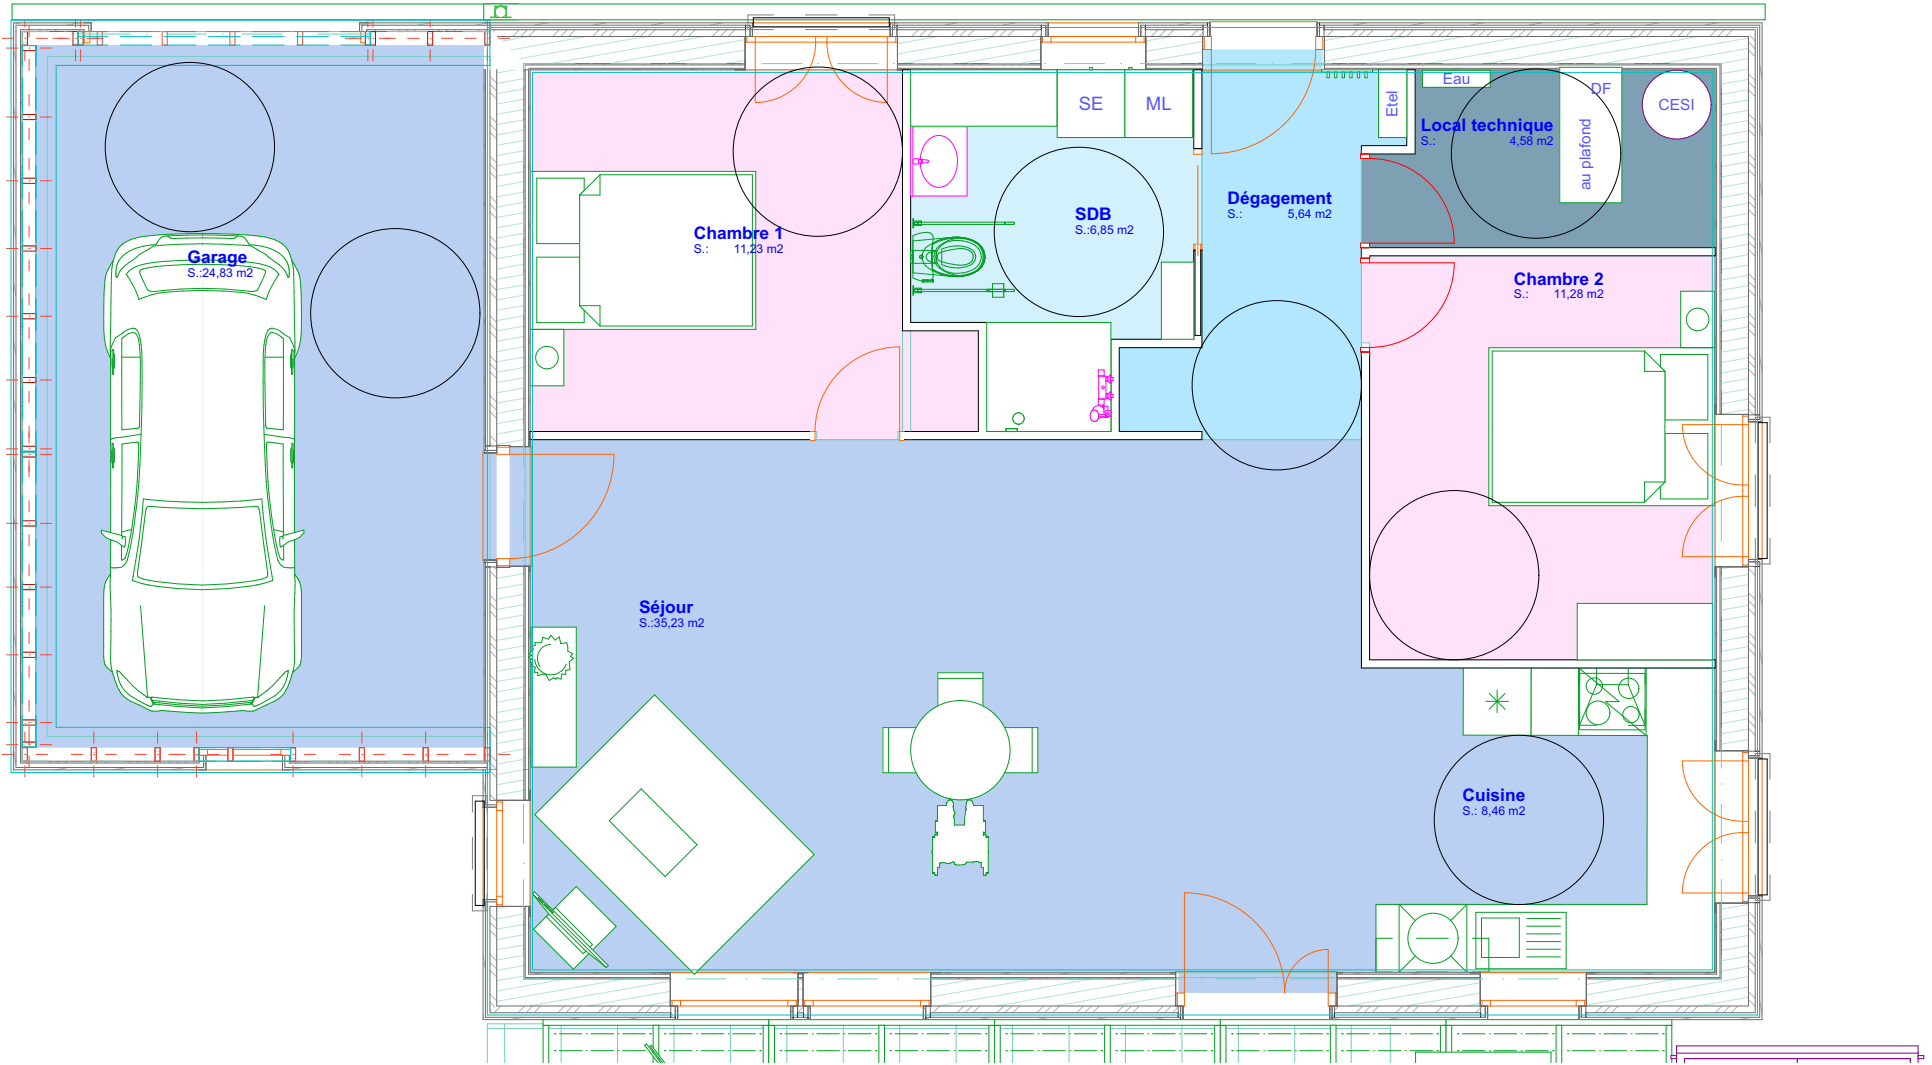 SE
ML
Etel
Eau
DF
au plafond
CESI
Local technique
S.: 4,58 m2
Dégagement
S.: 5,64 m2
SDB
S.:6,85 m2
Chambre 1
S.: 11,23 m2
Garage
S.:24,83 m2
Chambre 2
S.: 11,28 m2
Séjour
S.:35,23 m2
Cuisine
S.: 8,46 m2